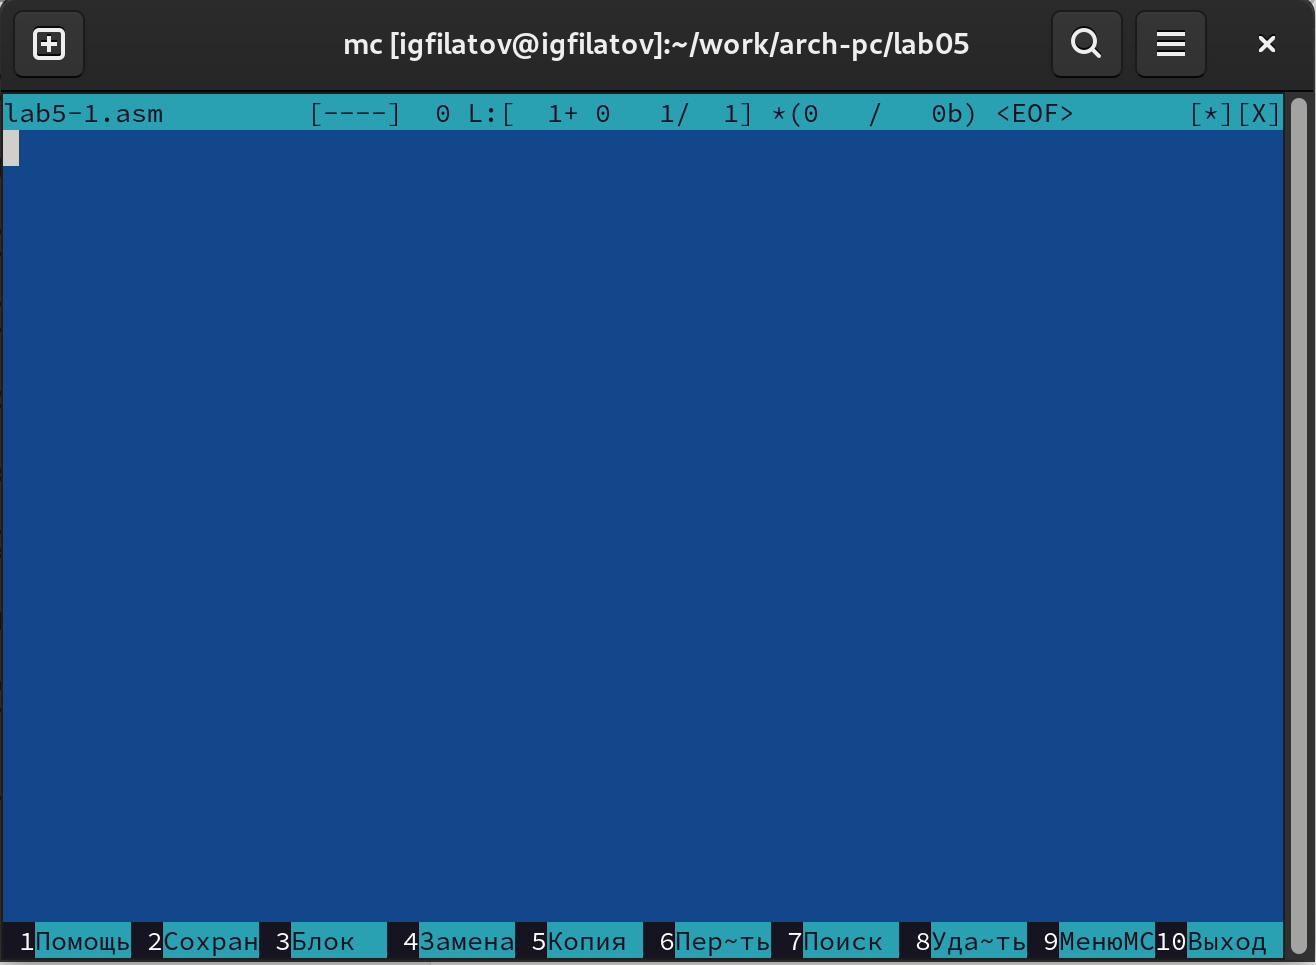 mc [igfilatov@igfilatov]:~/work/arch-pc/lab05
lab5-1.asm [----] 0 L:[ 1+ 0 1/ 1] *(0 / 0b) <EOF> [*][X]
1Помощь 2Сохран 3Блок 4Замена 5Копия 6Пер~ть 7Поиск 8Уда~ть 9МенюMC 10Выход